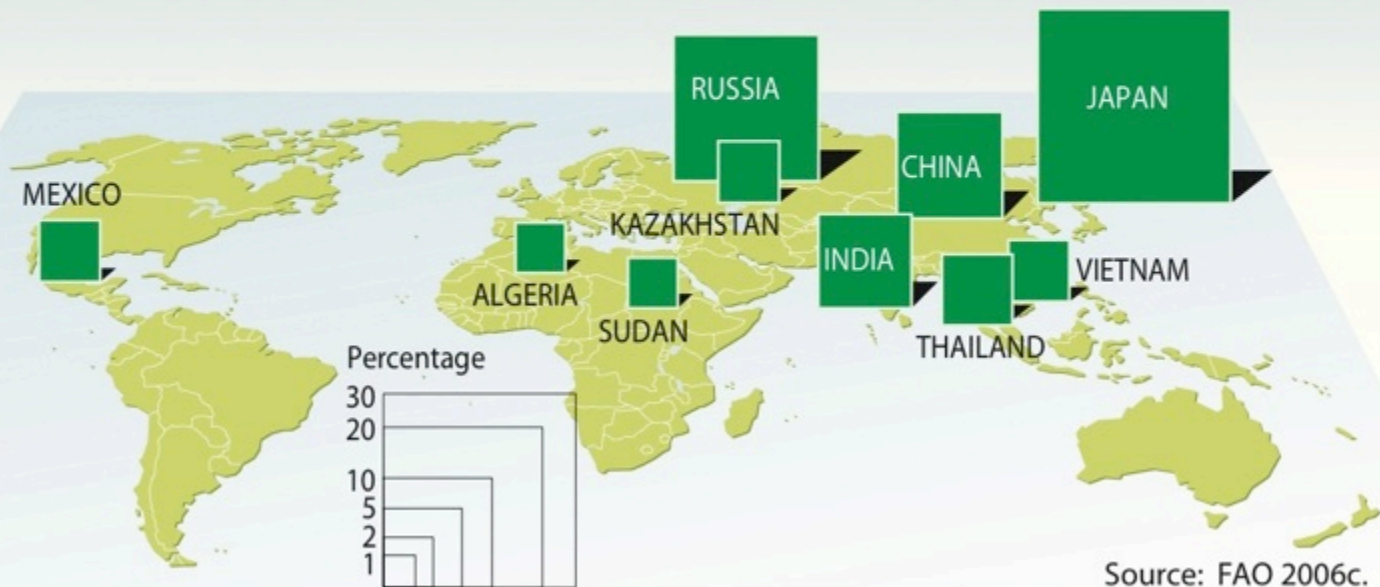 RUSSIA
JAPAN
CHINA
MEXICO
KAZAKHSTAN
INDIA
VIETNAM
ALGERIA
SUDAN
THAILAND
Percentage
30
20
10
5
2
1
Source: FAO 2006c.